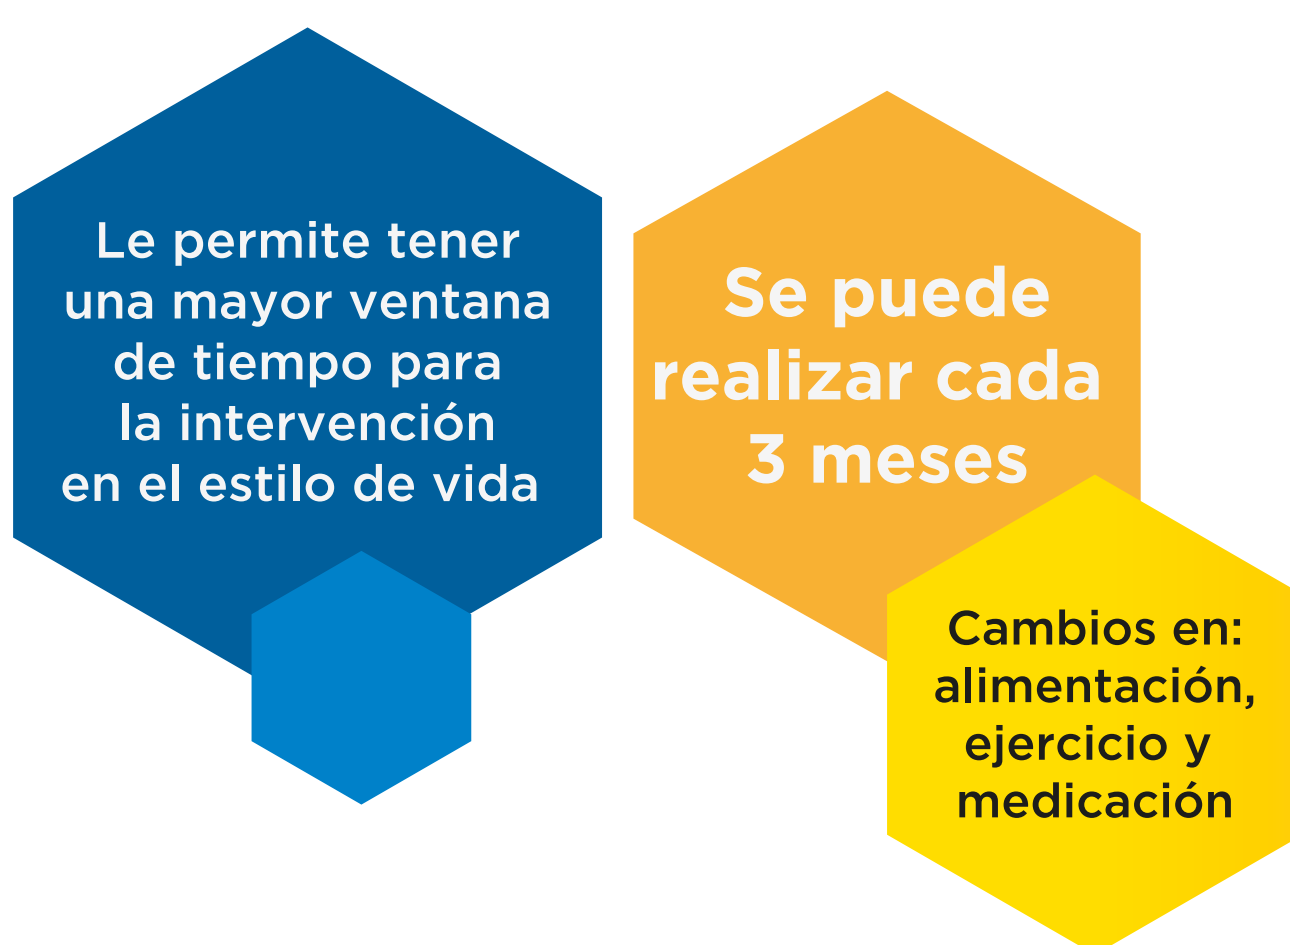 Le permite tener
una mayor ventana
de tiempo para
la intervención
en el estilo de vida
Se puede
realizar cada
3 meses
Cambios en:
alimentación,
ejercicio y
medicación